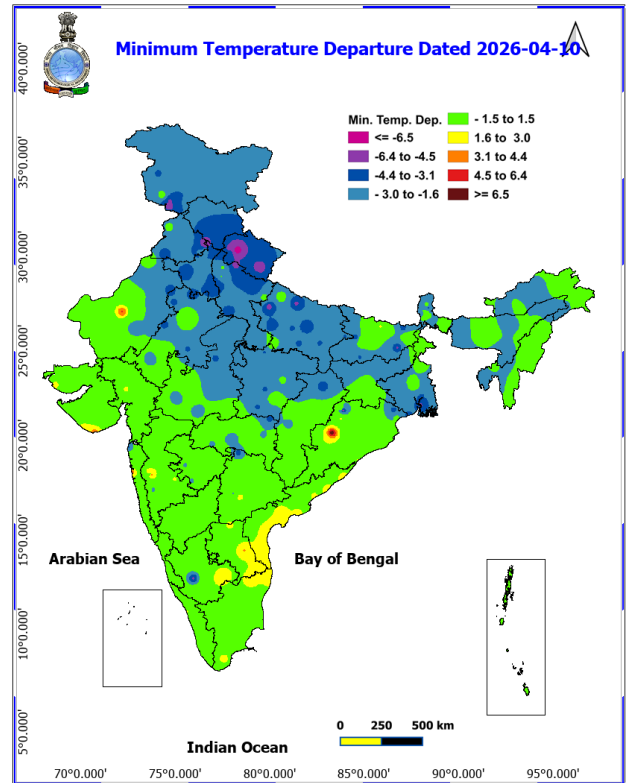 Minimum Temperature Departure Dated 2026-04-10
Min. Temp. Dep.
<= -6.5
-6.4 to -4.5
-4.4 to -3.1
- 3.0 to -1.6
- 1.5 to 1.5
1.6 to 3.0
3.1 to 4.4
4.5 to 6.4
>= 6.5
40°0.000'
35°0.000'
30°0.000'
25°0.000'
20°0.000'
15°0.000'
10°0.000'
5°0.000'
Arabian Sea
Bay of Bengal
Indian Ocean
0 250 500 km
70°0.000' 75°0.000' 80°0.000' 85°0.000' 90°0.000' 95°0.000'